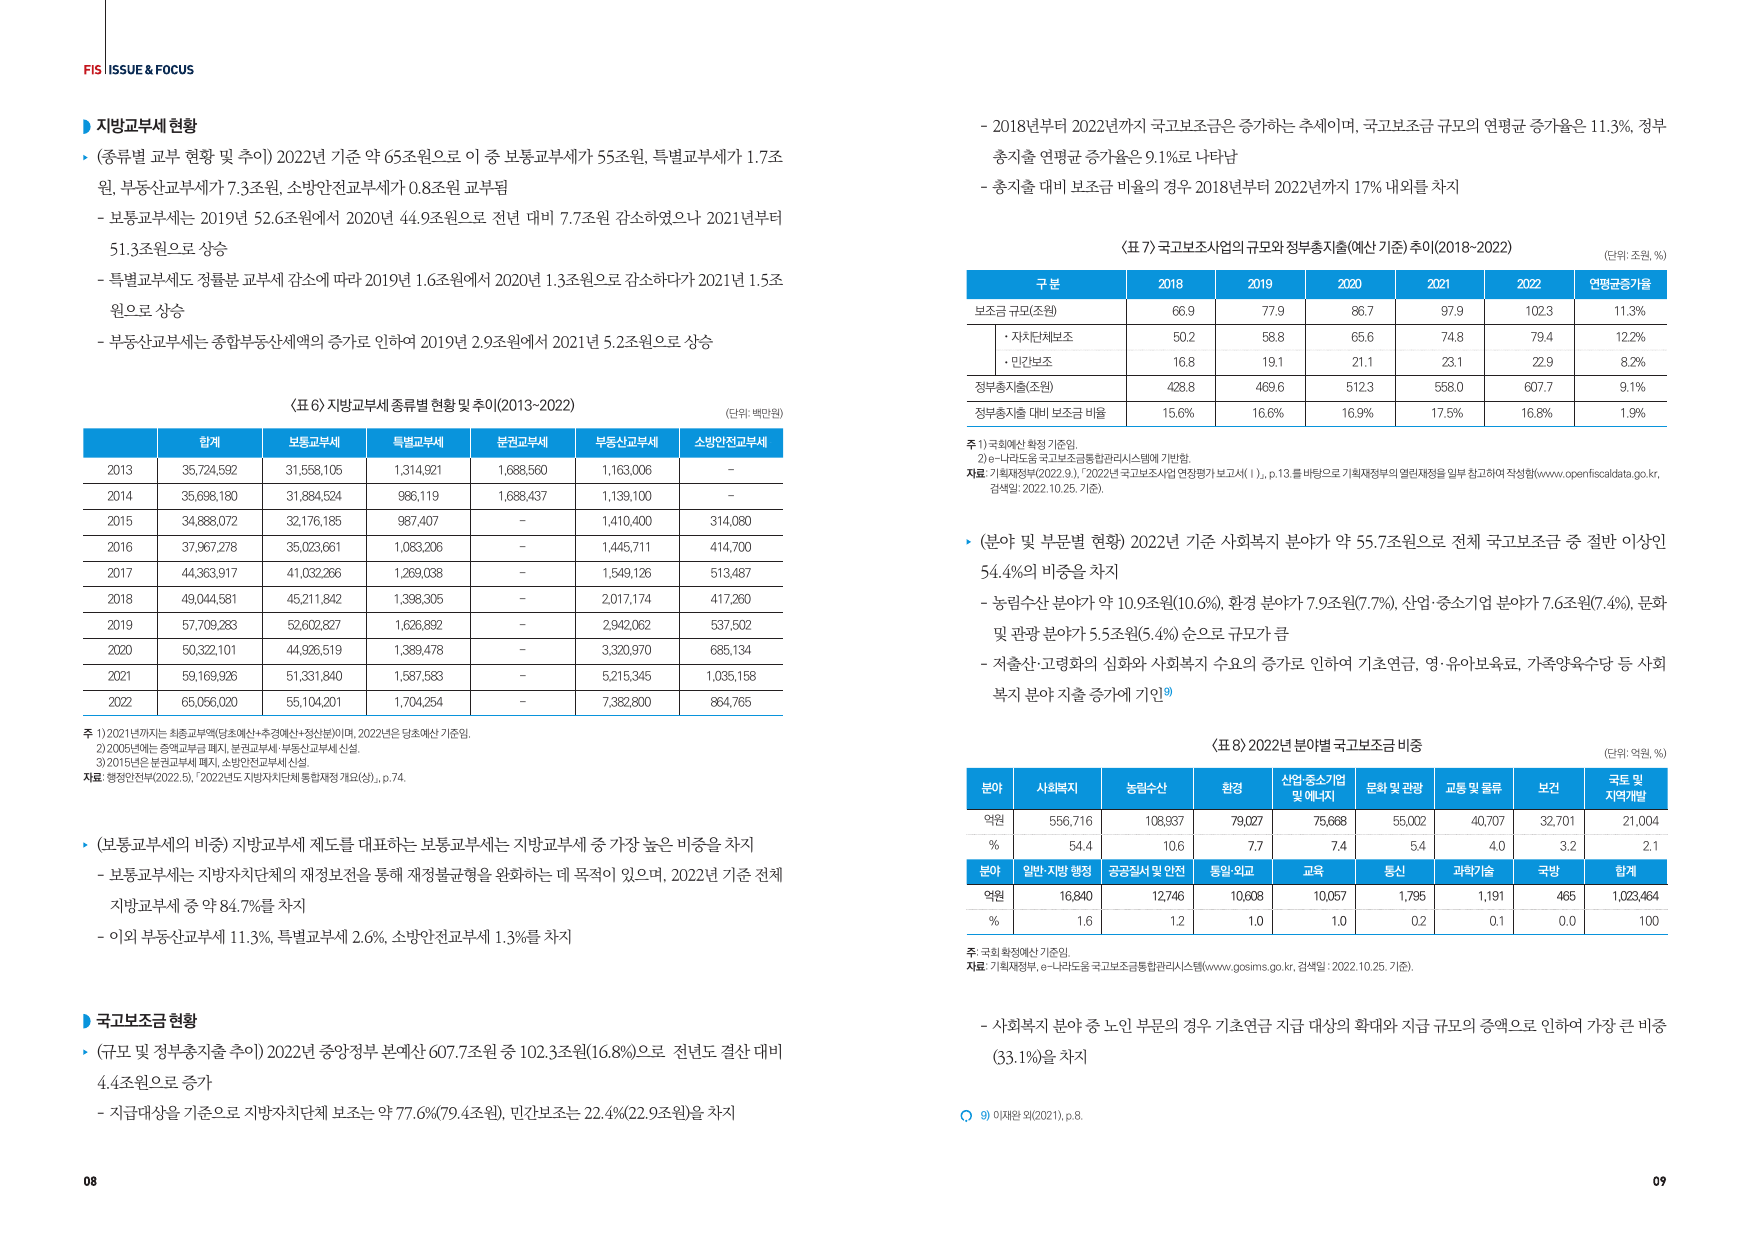 FIS ISSUE & FOCUS
지방교부세 현황
(종류별 교부 현황 및 추이) 2022년 기준 약 65조원으로 이 중 보통교부세가 55조원, 특별교부세가 1.7조
원, 부동산교부세가 7.3조원, 소방안전교부세가 0.8조원 교부됨
- 보통교부세는 2019년 52.6조원에서 2020년 44.9조원으로 전년 대비 7.7조원 감소하였으나 2021년부터
51.3조원으로 상승
- 특별교부세도 정률분 교부세 감소에 따라 2019년 1.6조원에서 2020년 1.3조원으로 감소하다가 2021년 1.5조
원으로 상승
- 부동산교부세는 종합부동산세액의 증가로 인하여 2019년 2.9조원에서 2021년 5.2조원으로 상승
〈표 6〉 지방교부세 종류별 현황 및 추이(2013~2022)
(단위: 백만원)
합계 보통교부세 특별교부세 분권교부세 부동산교부세 소방안전교부세
2013 35,724,592 31,558,105 1,314,921 1,688,560 1,163,006 -
2014 35,698,180 31,884,524 986,119 1,688,437 1,139,100 -
2015 34,888,072 32,176,185 987,407 - 1,410,400 314,080
2016 37,967,278 35,023,661 1,083,206 - 1,445,711 414,700
2017 44,363,917 41,032,266 1,269,038 - 1,549,126 513,487
2018 49,044,581 45,211,842 1,398,305 - 2,017,174 417,260
2019 57,709,283 52,602,827 1,626,892 - 2,942,062 537,502
2020 50,322,101 44,926,519 1,389,478 - 3,320,970 685,134
2021 59,169,926 51,331,840 1,587,583 - 5,215,345 1,035,158
2022 65,056,020 55,104,201 1,704,254 - 7,382,800 864,765
주 1) 2021년까지는 최종교부액(당초예산+추경예산+정산분)이며, 2022년은 당초예산 기준임.
2) 2005년에는 증액교부금 폐지, 분권교부세·부동산교부세 신설.
3) 2015년은 분권교부세 폐지, 소방안전교부세 신설.
자료: 행정안전부(2022.5), 「2022년도 지방자치단체 통합재정 개요(상)」, p.74.
(보통교부세의 비중) 지방교부세 제도를 대표하는 보통교부세는 지방교부세 중 가장 높은 비중을 차지
- 보통교부세는 지방자치단체의 재정보전을 통해 재정불균형을 완화하는 데 목적이 있으며, 2022년 기준 전체
지방교부세 중 약 84.7%를 차지
- 이외 부동산교부세 11.3%, 특별교부세 2.6%, 소방안전교부세 1.3%를 차지
국고보조금 현황
(규모 및 정부총지출 추이) 2022년 중앙정부 본예산 607.7조원 중 102.3조원(16.8%)으로 전년도 결산 대비
4.4조원으로 증가
- 지급대상을 기준으로 지방자치단체 보조는 약 77.6%(79.4조원), 민간보조는 22.4%(22.9조원)을 차지
08
- 2018년부터 2022년까지 국고보조금은 증가하는 추세이며, 국고보조금 규모의 연평균 증가율은 11.3%, 정부
총지출 연평균 증가율은 9.1%로 나타남
- 총지출 대비 보조금 비율의 경우 2018년부터 2022년까지 17% 내외를 차지
〈표 7〉 국고보조사업의 규모와 정부총지출(예산 기준) 추이(2018~2022)
(단위: 조원, %)
구 분 2018 2019 2020 2021 2022 연평균증가율
보조금 규모(조원) 66.9 77.9 86.7 97.9 102.3 11.3%
· 자치단체보조 50.2 58.8 65.6 74.8 79.4 12.2%
· 민간보조 16.8 19.1 21.1 23.1 22.9 8.2%
정부총지출(조원) 428.8 469.6 512.3 558.0 607.7 9.1%
정부총지출 대비 보조금 비율 15.6% 16.6% 16.9% 17.5% 16.8% 1.9%
주 1) 국회예산 확정 기준임.
2) e-나라도움 국고보조금통합관리시스템에 기반함.
자료: 기획재정부(2022.9.), 「2022년 국고보조사업 연장평가 보고서(Ⅰ)」, p.13.를 바탕으로 기획재정부의 열린재정을 일부 참고하여 작성함(www.openfiscaldata.go.kr,
검색일: 2022.10.25. 기준).
(분야 및 부문별 현황) 2022년 기준 사회복지 분야가 약 55.7조원으로 전체 국고보조금 중 절반 이상인
54.4%의 비중을 차지
- 농림수산 분야가 약 10.9조원(10.6%), 환경 분야가 7.9조원(7.7%), 산업·중소기업 분야가 7.6조원(7.4%), 문화
및 관광 분야가 5.5조원(5.4%) 순으로 규모가 큼
- 저출산·고령화의 심화와 사회복지 수요의 증가로 인하여 기초연금, 영·유아보육료, 가족양육수당 등 사회
복지 분야 지출 증가에 기인9)
〈표 8〉 2022년 분야별 국고보조금 비중
(단위: 억원, %)
분야 사회복지 농림수산 환경 산업·중소기업 및 에너지 문화 및 관광 교통 및 물류 보건 국토 및 지역개발
억원 556,716 108,937 79,027 75,668 55,002 40,707 32,701 21,004
% 54.4 10.6 7.7 7.4 5.4 4.0 3.2 2.1
분야 일반·지방 행정 공공질서 및 안전 통일·외교 교육 통신 과학기술 국방 합계
억원 16,840 12,746 10,608 10,057 1,795 1,191 465 1,023,464
% 1.6 1.2 1.0 1.0 0.2 0.1 0.0 100
주: 국회 확정예산 기준임.
자료: 기획재정부, e-나라도움 국고보조금통합관리시스템(www.gosims.go.kr, 검색일 : 2022.10.25. 기준).
- 사회복지 분야 중 노인 부문의 경우 기초연금 지급 대상의 확대와 지급 규모의 증액으로 인하여 가장 큰 비중
(33.1%)을 차지
9) 이재완 외(2021), p.8.
09